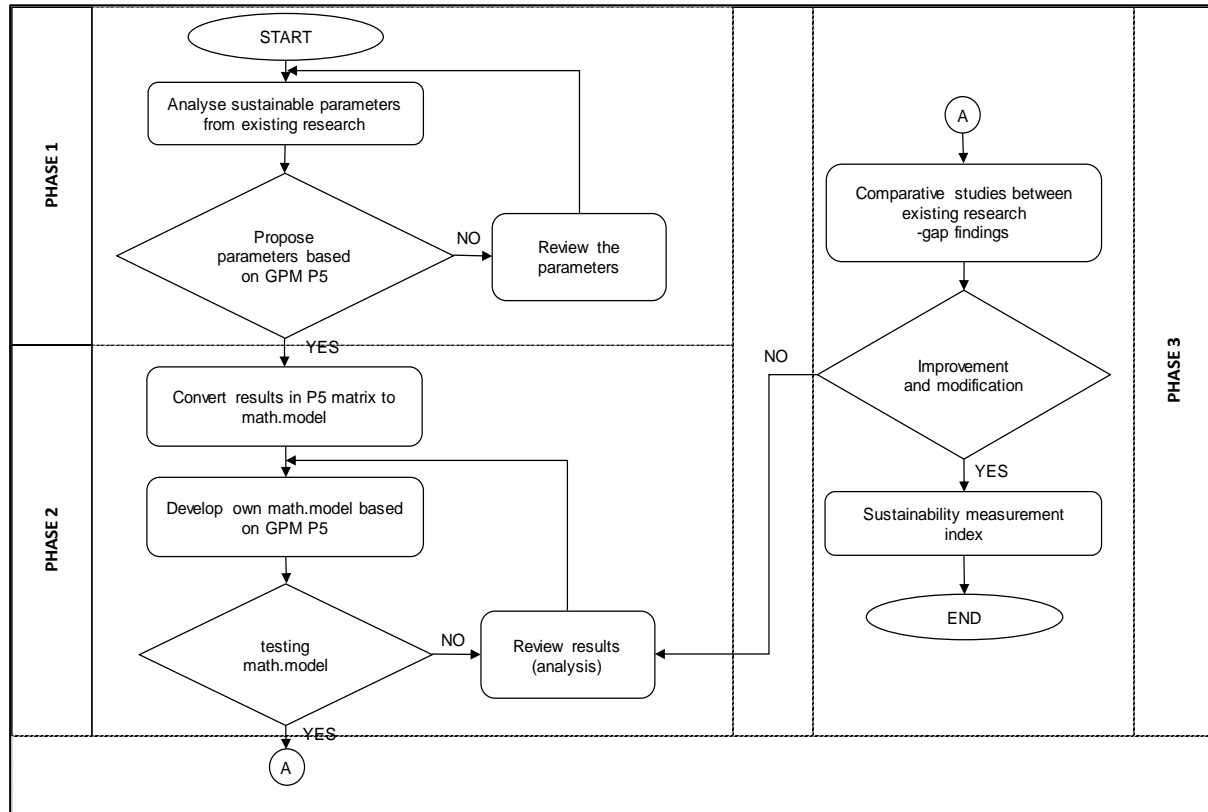 PHASE 1
START
Analyse sustainable parameters
from existing research
Propose
parameters based
on GPM P5
NO
Review the
parameters
YES
PHASE 2
Convert results in P5 matrix to
math.model
Develop own math.model based
on GPM P5
testing
math.model
NO
Review results
(analysis)
YES
A
PHASE 3
A
Comparative studies between
existing research
-gap findings
NO
Improvement
and modification
YES
Sustainability measurement
index
END